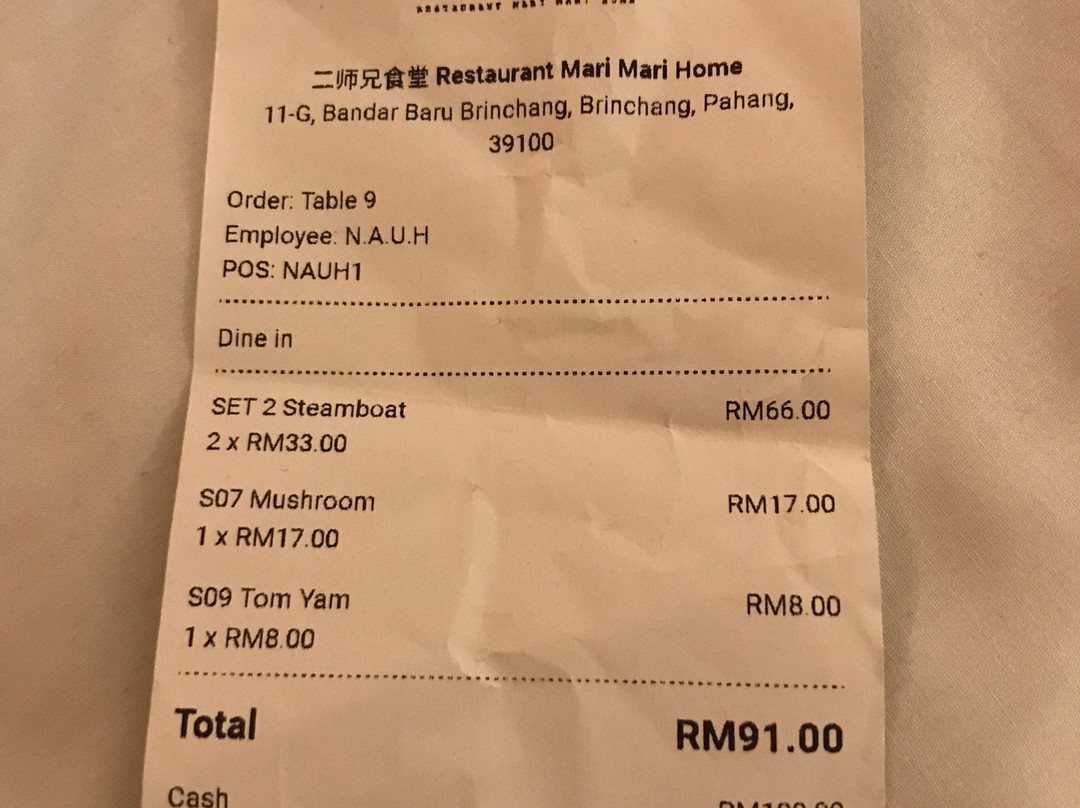 二师兄食堂 Restaurant Mari Mari Home
11-G, Bandar Baru Brinchang, Brinchang, Pahang,
39100
Order: Table 9
Employee: N.A.U.H
POS: NAUH1
Dine in
SET 2 Steamboat RM66.00
2 x RM33.00
S07 Mushroom RM17.00
1 x RM17.00
S09 Tom Yam RM8.00
1 x RM8.00
Total RM91.00
Cash